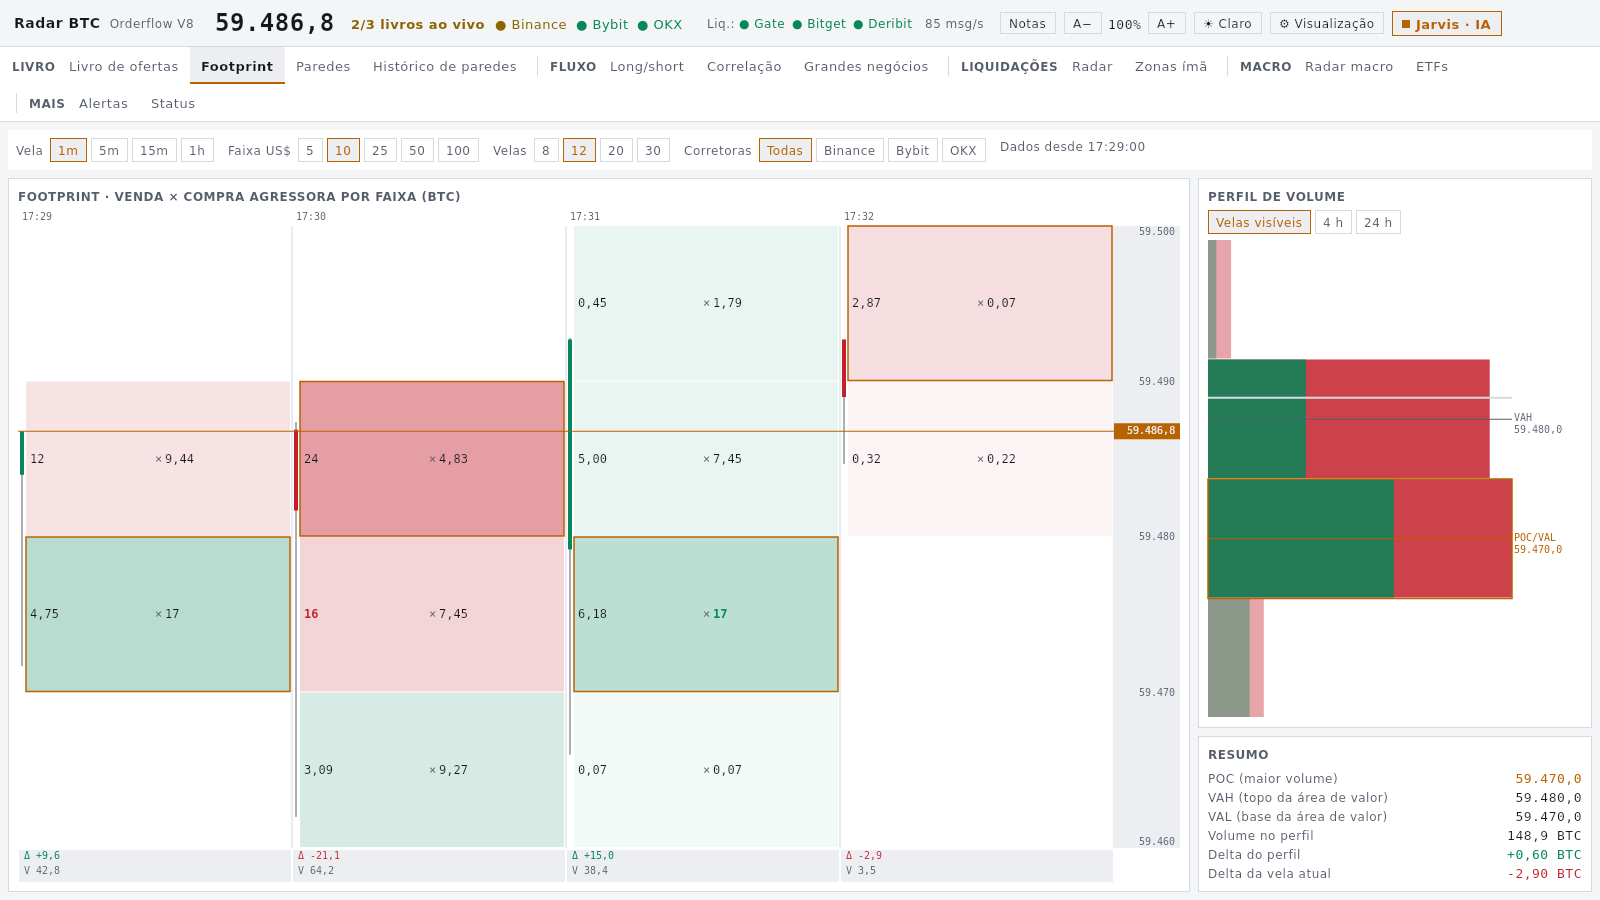 Radar BTC Orderflow V8 59.486,8 2/3 livros ao vivo ● Binance ● Bybit ● OKX Liq.: ● Gate ● Bitget ● Deribit 85 msg/s Notas A− 100% A+ ☀ Claro ⚙ Visualização ■ Jarvis · IA
LIVRO Livro de ofertas Footprint Paredes Histórico de paredes FLUXO Long/short Correlação Grandes negócios LIQUIDAÇÕES Radar Zonas ímã MACRO Radar macro ETFs
MAIS Alertas Status
Vela 1m 5m 15m 1h Faixa US$ 5 10 25 50 100 Velas 8 12 20 30 Corretoras Todas Binance Bybit OKX Dados desde 17:29:00
FOOTPRINT · VENDA × COMPRA AGRESSORA POR FAIXA (BTC)
17:29 17:30 17:31 17:32
59.500
0,45 × 1,79 2,87 × 0,07
59.490
59.486,8
12 × 9,44 24 × 4,83 5,00 × 7,45 0,32 × 0,22
59.480
4,75 × 17 16 × 7,45 6,18 × 17
59.470
3,09 × 9,27 0,07 × 0,07
59.460
Δ +9,6 Δ -21,1 Δ +15,0 Δ -2,9
V 42,8 V 64,2 V 38,4 V 3,5
PERFIL DE VOLUME
Velas visíveis 4 h 24 h
VAH
59.480,0
POC/VAL
59.470,0
RESUMO
POC (maior volume) 59.470,0
VAH (topo da área de valor) 59.480,0
VAL (base da área de valor) 59.470,0
Volume no perfil 148,9 BTC
Delta do perfil +0,60 BTC
Delta da vela atual -2,90 BTC